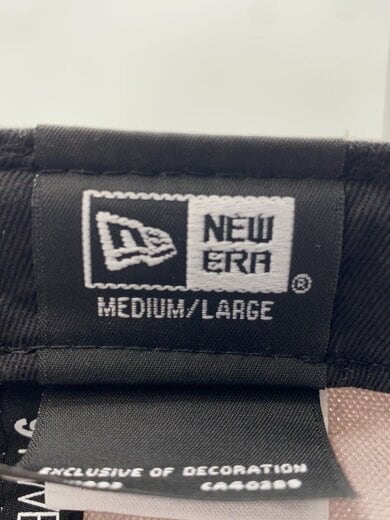 NEW
ERA
®
MEDIUM/LARGE
EXCLUSIVE OF DECORATION